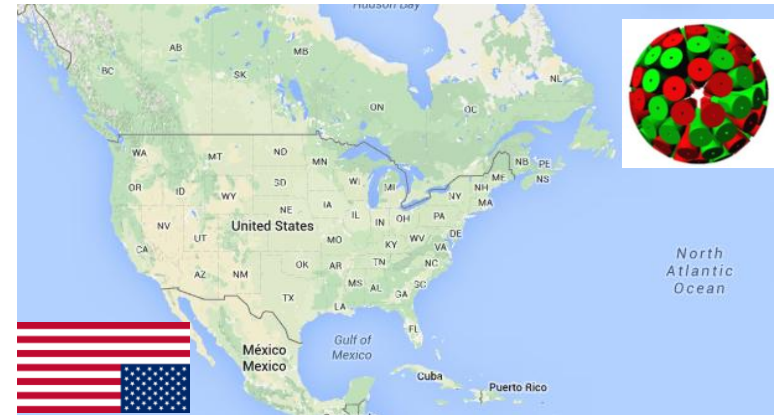 Hudson Bay
AB
MB
BC
SK
NL
ON
QC
WA
MT
ND
MN
NB
PE
NS
OR
ID
WY
SD
WI
MI
ME
NH
NY
MA
NE
IA
IL
IN
OH
PA
NV
UT
United States
MO
KY
WV
VA
DE
CA
AZ
NM
OK
AR
TN
NC
MS
AL
GA
SC
TX
LA
FL
North
Atlantic
Ocean
México
Mexico
Gulf of
Mexico
Cuba
Puerto Rico